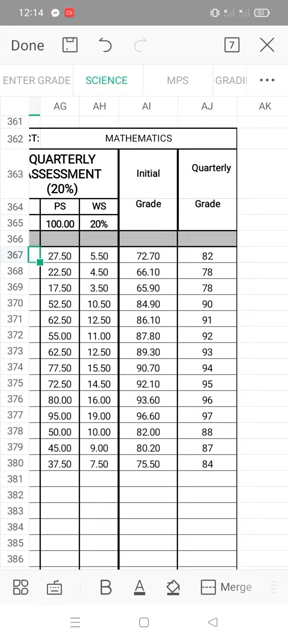 12:14 52
Done 7
ENTER GRADE SCIENCE MPS GRADI
AG AH AI AJ AK
361
362 CT: MATHEMATICS
QUARTERLY
363 ASSESSMENT Initial Quarterly
(20%)
364 PS WS Grade Grade
365 100.00 20%
366
367 27.50 5.50 72.70 82
368 22.50 4.50 66.10 78
369 17.50 3.50 65.90 78
370 52.50 10.50 84.90 90
371 62.50 12.50 86.10 91
372 55.00 11.00 87.80 92
373 62.50 12.50 89.30 93
374 77.50 15.50 90.70 94
375 72.50 14.50 92.10 95
376 80.00 16.00 93.60 96
377 95.00 19.00 96.60 97
378 50.00 10.00 82.00 88
379 45.00 9.00 80.20 87
380 37.50 7.50 75.50 84
381
382
383
384
385
386
B A Merge